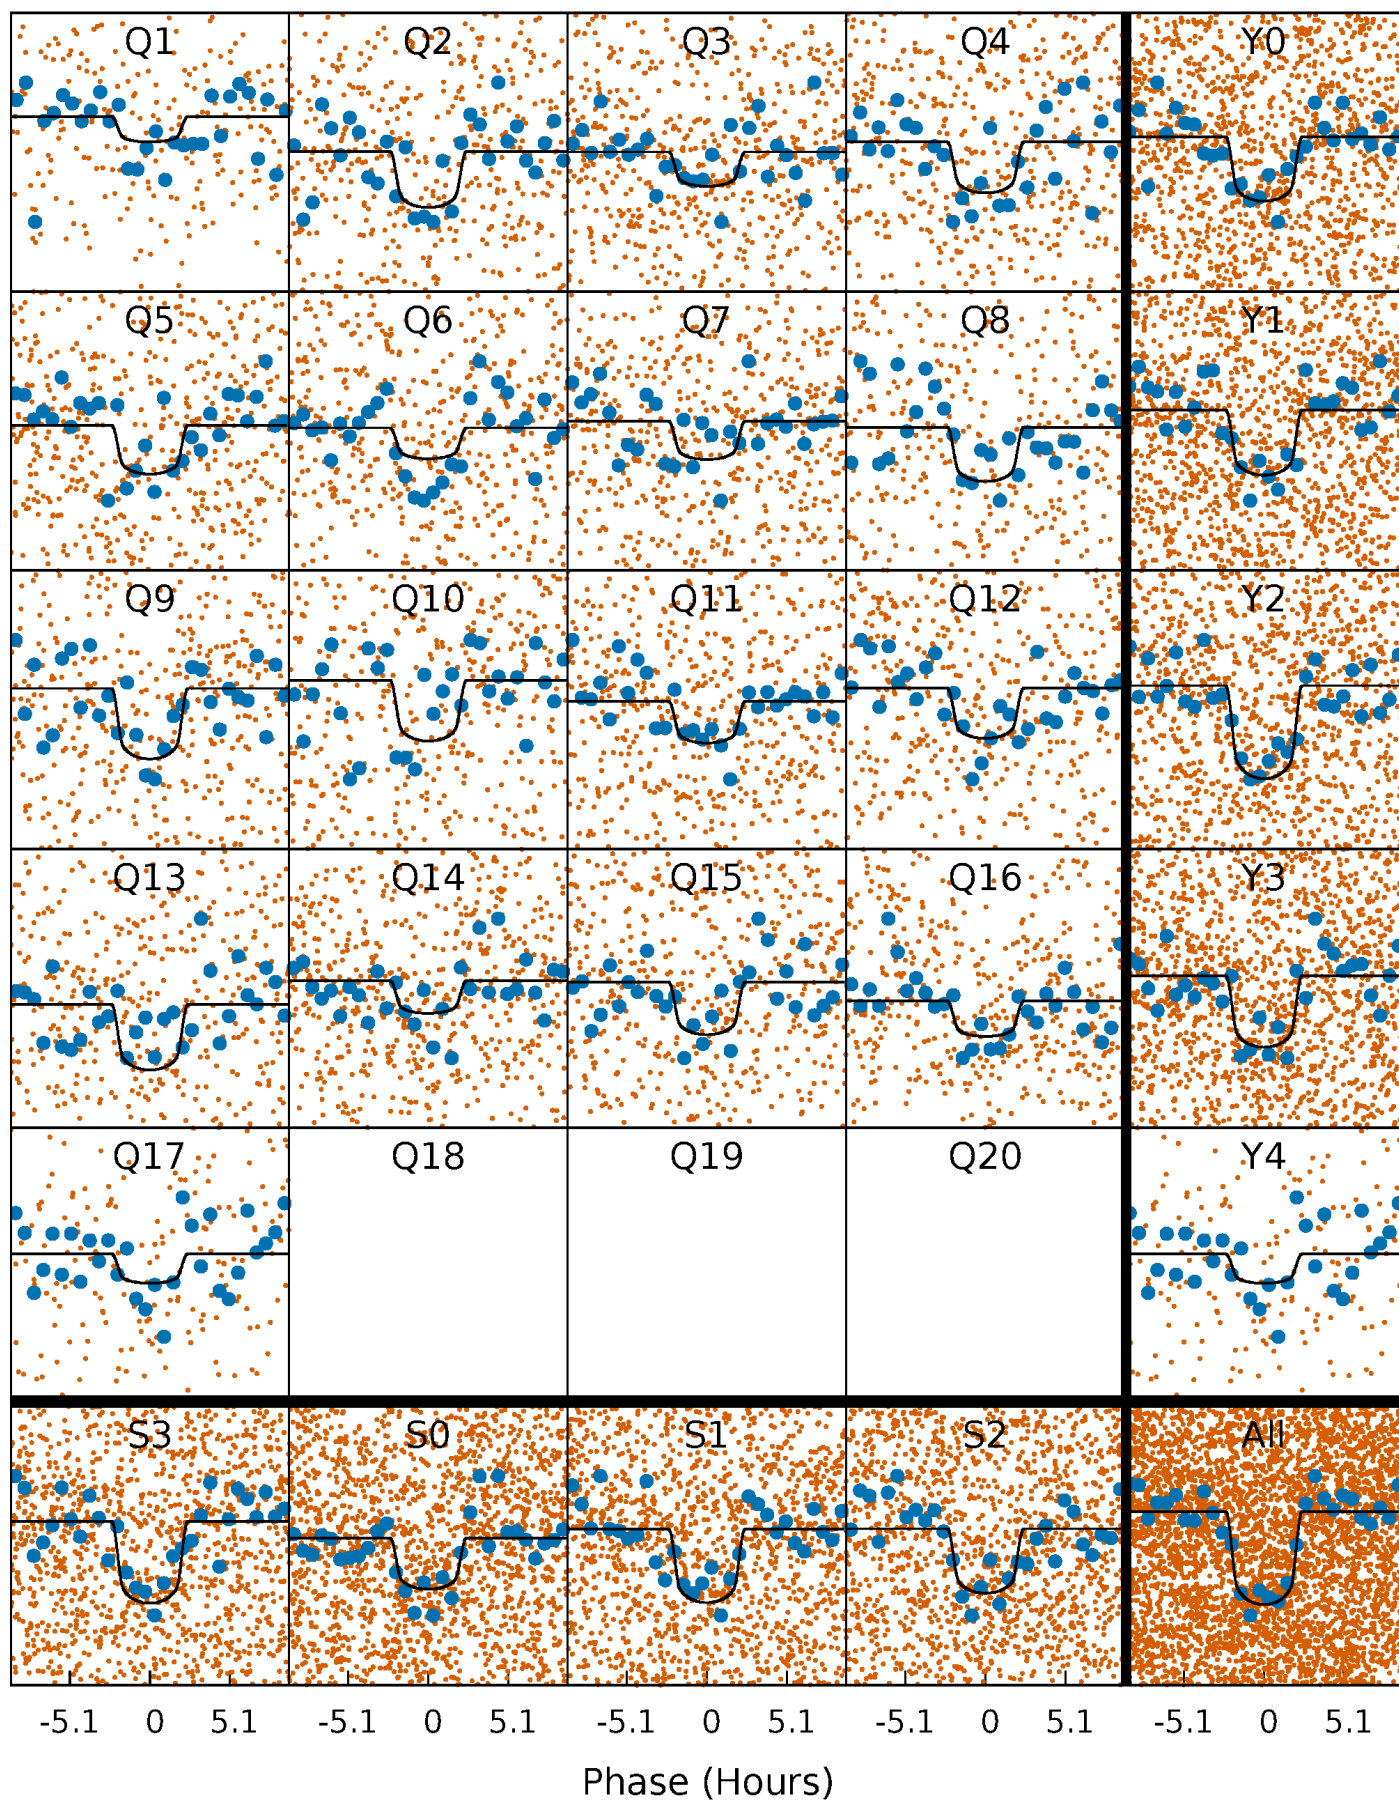 Q1 Q2 Q3 Q4 Y0
Q5 Q6 Q7 Q8 Y1
Q9 Q10 Q11 Q12 Y2
Q13 Q14 Q15 Q16 Y3
Q17 Q18 Q19 Q20 Y4
S3 S0 S1 S2 All
-5.1 0 5.1 -5.1 0 5.1 -5.1 0 5.1 -5.1 0 5.1 -5.1 0 5.1
Phase (Hours)